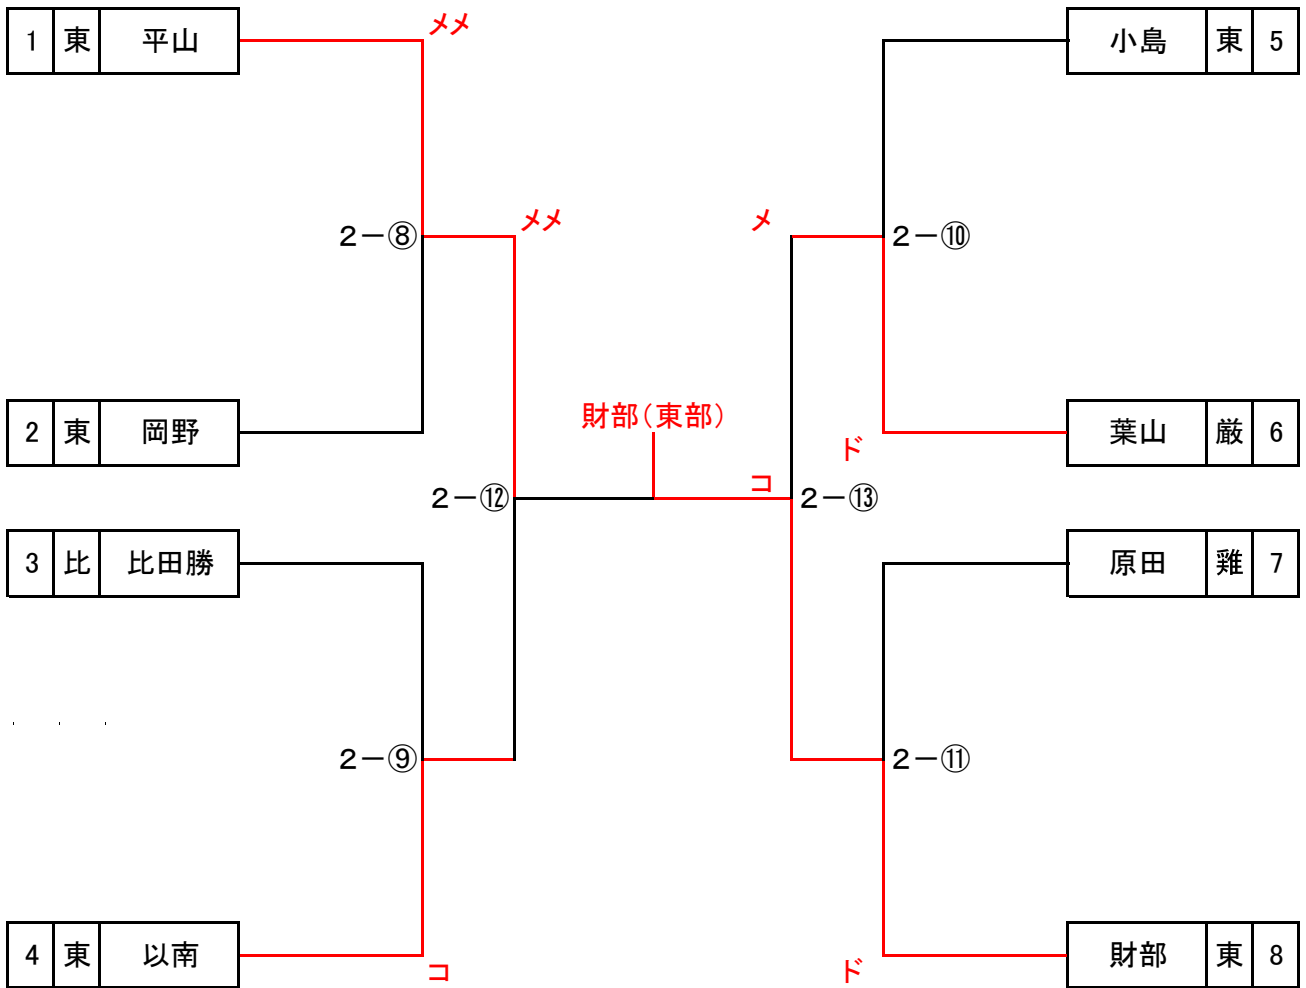 1 東 平山
メメ
小島 東 5
2－⑧
メメ
メ
2－⑩
2 東 岡野
財部（東部）
ド
葉山 厳 6
2－⑫
コ
2－⑬
3 比 比田勝
原田 雞 7
2－⑨
2－⑪
4 東 以南
コ
ド
財部 東 8